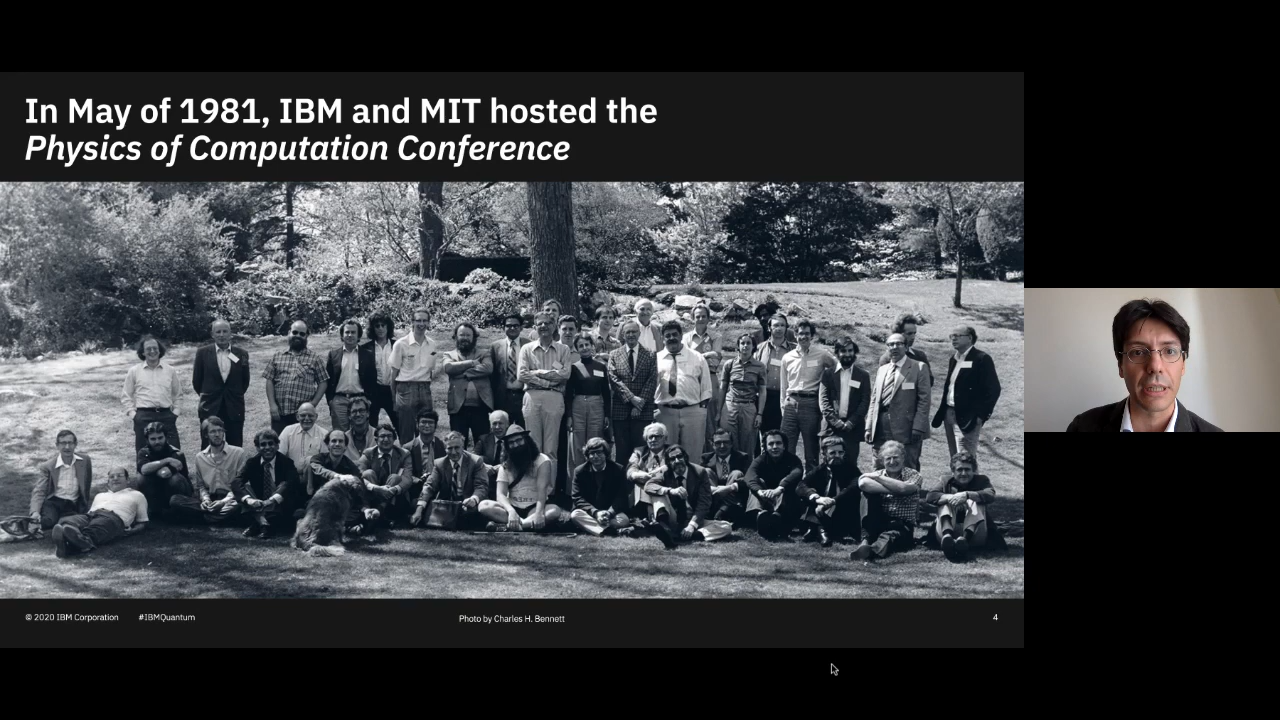 In May of 1981, IBM and MIT hosted the
Physics of Computation Conference
© 2020 IBM Corporation #IBMQuantum Photo by Charles H. Bennett 4